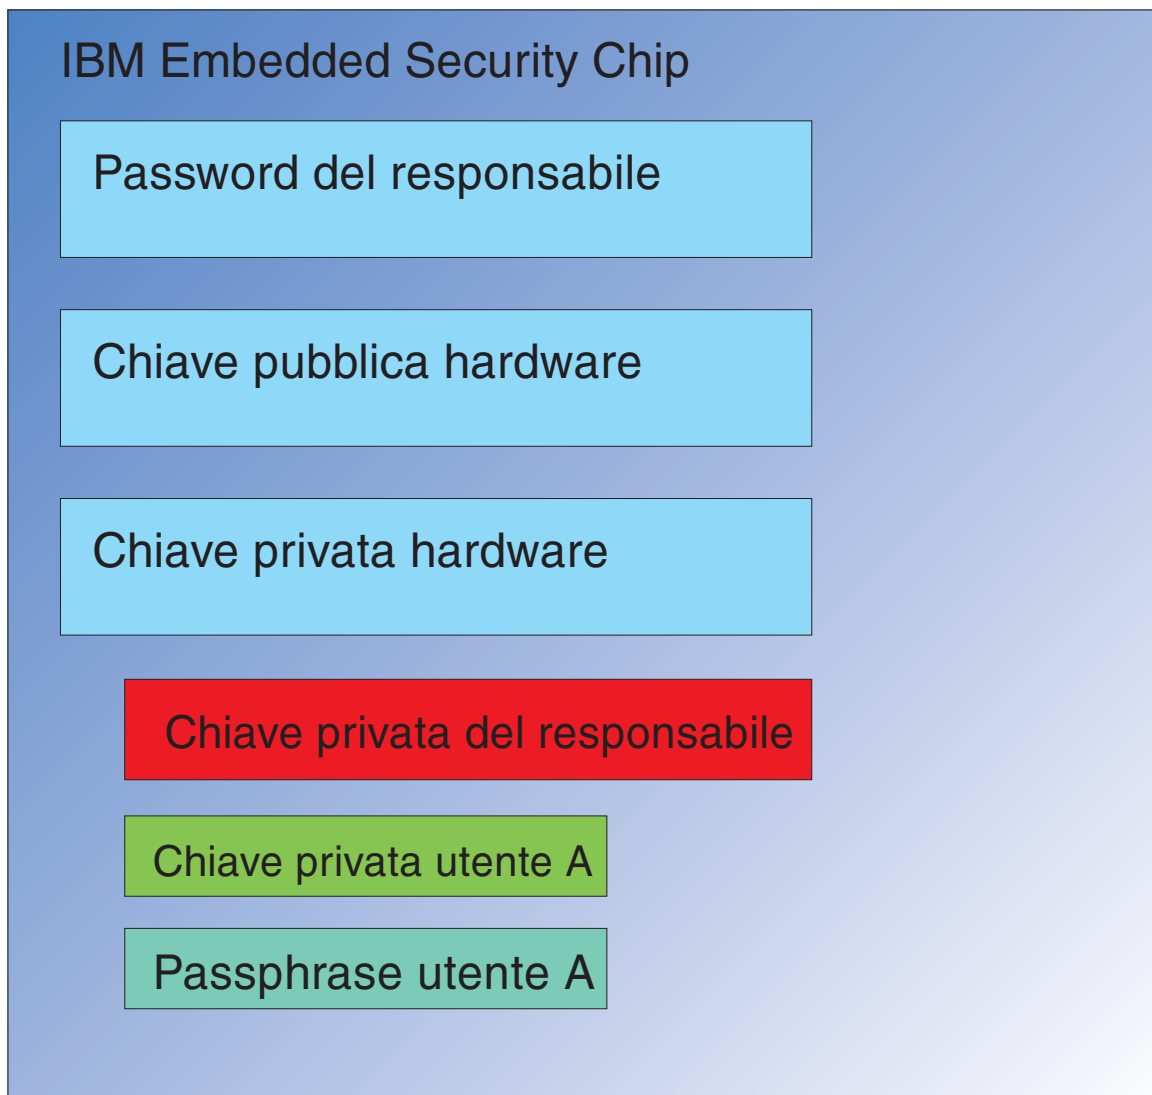 IBM Embedded Security Chip
Password del responsabile
Chiave pubblica hardware
Chiave privata hardware
Chiave privata del responsabile
Chiave privata utente A
Passphrase utente A